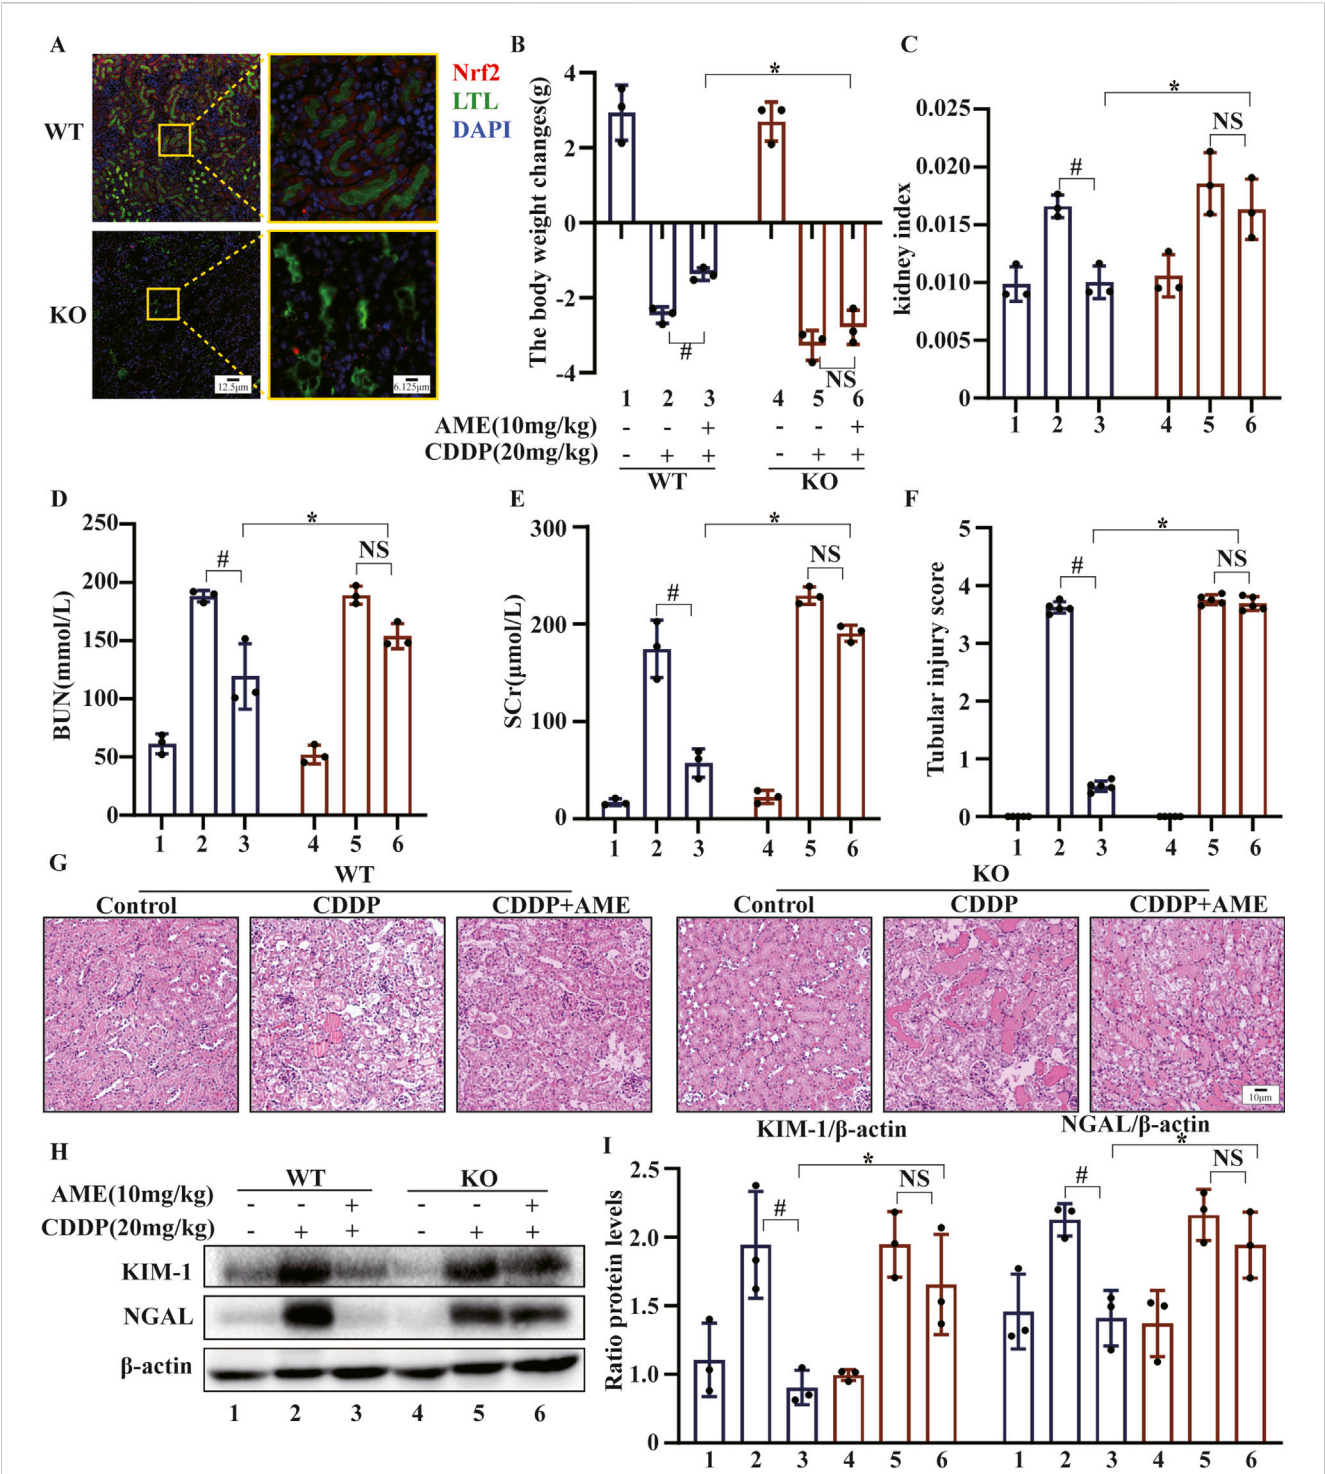 A
WT
KO
12.5μm
6.125μm
Nrf2
LTL
DAPI
B
The body weight changes(g)
4
2
0
-2
-4
*
#
NS
1 2 3 4 5 6
AME(10mg/kg) - - + - - +
CDDP(20mg/kg) - + + - + +
WT KO
C
kidney index
0.025
0.020
0.015
0.010
0.005
0
*
#
NS
1 2 3 4 5 6
D
BUN(mmol/L)
250
200
150
100
50
0
*
#
NS
1 2 3 4 5 6
E
SCr(μmol/L)
300
200
100
0
*
#
NS
1 2 3 4 5 6
F
Tubular injury score
5
4
3
2
1
0
*
#
NS
1 2 3 4 5 6
G
WT KO
Control CDDP CDDP+AME Control CDDP CDDP+AME
10μm
H
WT KO
AME(10mg/kg) - - + - - +
CDDP(20mg/kg) - + + - + +
KIM-1
NGAL
β-actin
1 2 3 4 5 6
I
KIM-1/β-actin NGAL/β-actin
Ratio protein levels
2.5
2.0
1.5
1.0
0
*
#
NS
*
#
NS
1 2 3 4 5 6 1 2 3 4 5 6